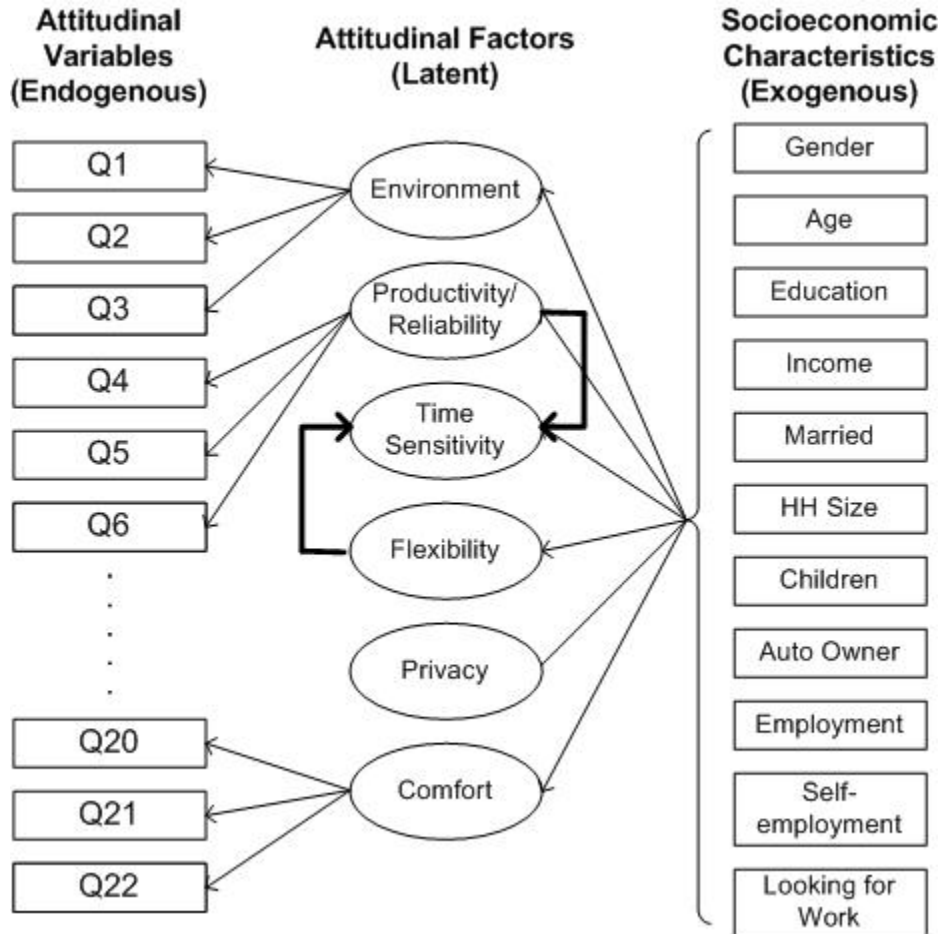 Attitudinal
Variables
(Endogenous)
Q1
Q2
Q3
Q4
Q5
Q6
Q20
Q21
Q22
Attitudinal Factors
(Latent)
Environment
Productivity/
Reliability
Time
Sensitivity
Flexibility
Privacy
Comfort
Socioeconomic
Characteristics
(Exogenous)
Gender
Age
Education
Income
Married
HH Size
Children
Auto Owner
Employment
Self-
employment
Looking for
Work